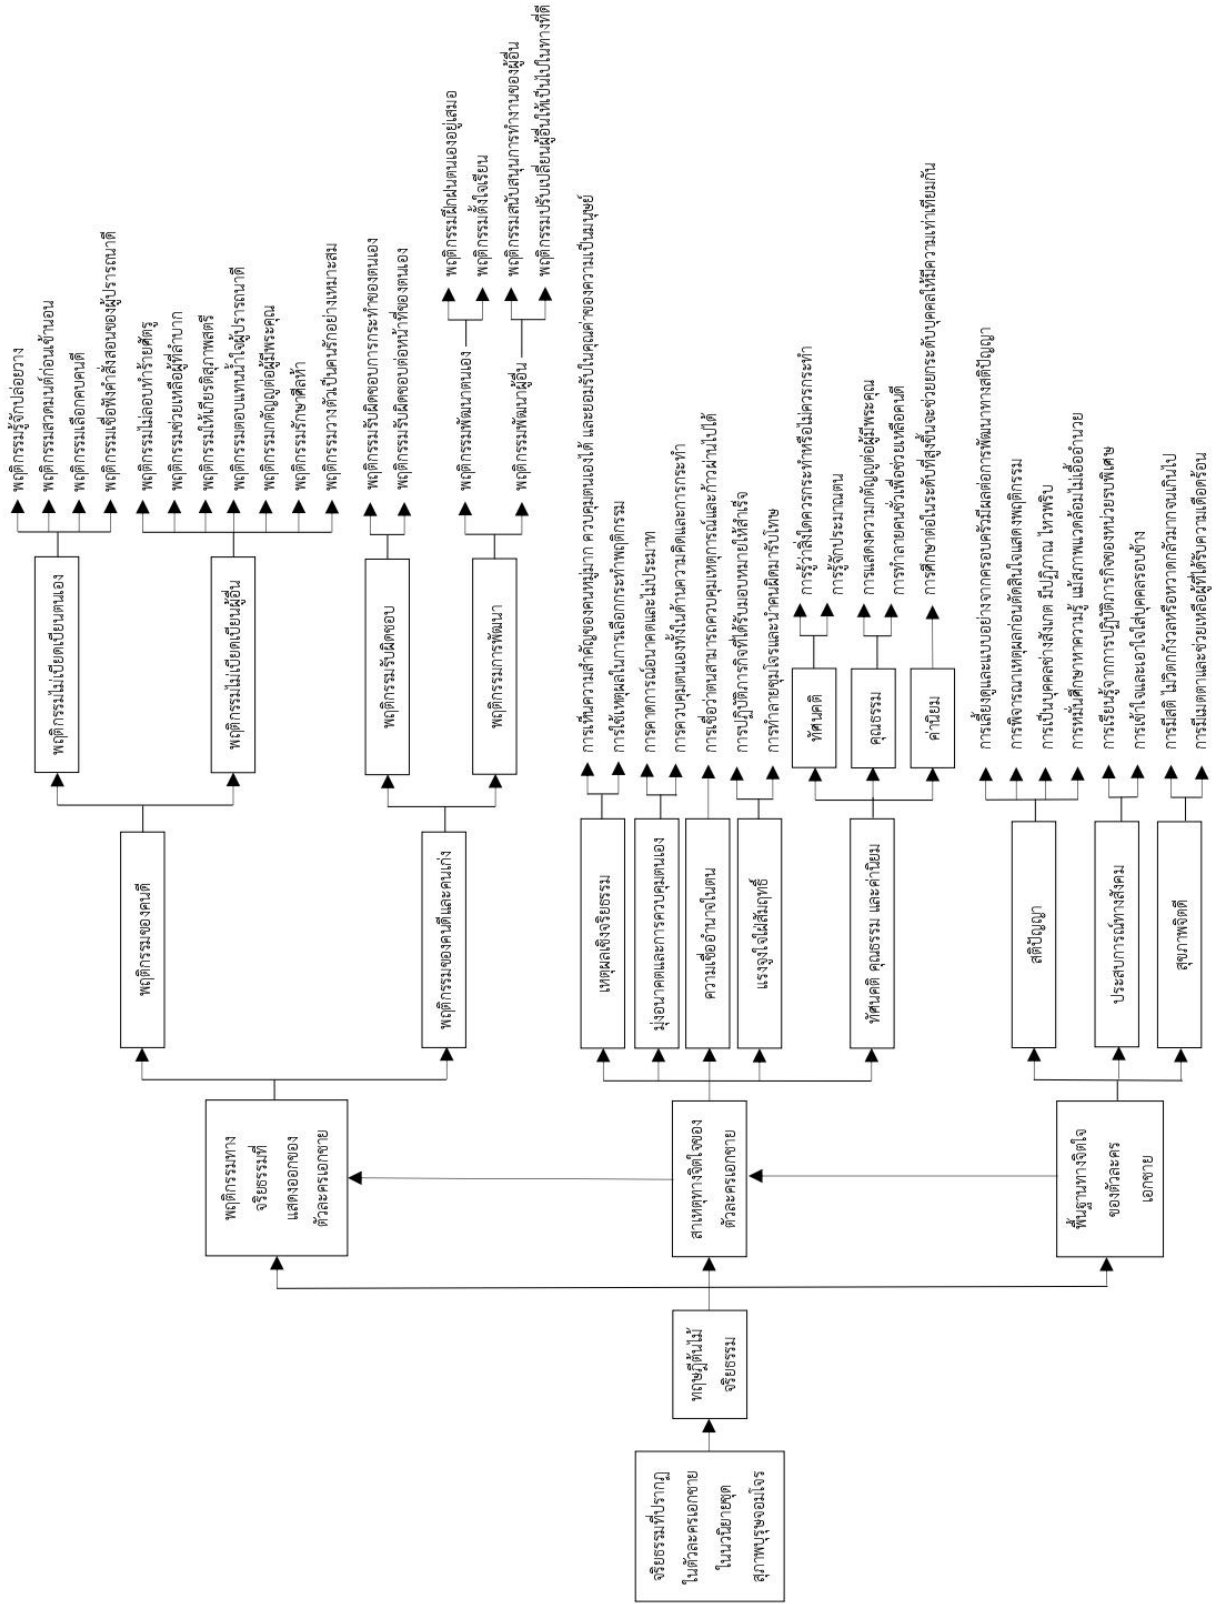 จริยธรรมที่ปรากฏ
ในตัวละครเอกชาย
ในนวนิยายชุด
สุภาพบุรุษจอมโจร
ทฤษฎีต้นไม้
จริยธรรม
พฤติกรรมทาง
จริยธรรมที่
แสดงออกของ
ตัวละครเอกชาย
สาเหตุทางจิตใจของ
ตัวละครเอกชาย
พื้นฐานทางจิตใจ
ของตัวละคร
เอกชาย
พฤติกรรมของคนดี
พฤติกรรมของคนดีและคนเก่ง
เหตุผลเชิงจริยธรรม
มุ่งอนาคตและการควบคุมตนเอง
ความเชื่ออำนาจในตน
แรงจูงใจใฝ่สัมฤทธิ์
ทัศนคติ คุณธรรม และค่านิยม
สติปัญญา
ประสบการณ์ทางสังคม
สุขภาพจิตดี
พฤติกรรมไม่เบียดเบียนตนเอง
พฤติกรรมไม่เบียดเบียนผู้อื่น
พฤติกรรมรับผิดชอบ
พฤติกรรมการพัฒนา
ทัศนคติ
คุณธรรม
ค่านิยม
พฤติกรรมรู้จักปล่อยวาง
พฤติกรรมสวดมนต์ก่อนเข้านอน
พฤติกรรมเลือกคบคนดี
พฤติกรรมเชื่อฟังคำสั่งสอนของผู้ปรารถนาดี
พฤติกรรมไม่ลอบทำร้ายศัตรู
พฤติกรรมช่วยเหลือผู้ที่ลำบาก
พฤติกรรมให้เกียรติสุภาพสตรี
พฤติกรรมตอบแทนน้ำใจผู้ปรารถนาดี
พฤติกรรมกตัญญูต่อผู้มีพระคุณ
พฤติกรรมรักษาศีลห้า
พฤติกรรมวางตัวเป็นคนรักอย่างเหมาะสม
พฤติกรรมรับผิดชอบการกระทำของตนเอง
พฤติกรรมรับผิดชอบต่อหน้าที่ของตนเอง
พฤติกรรมพัฒนาตนเอง
พฤติกรรมพัฒนาผู้อื่น
พฤติกรรมฝึกฝนตนเองอยู่เสมอ
พฤติกรรมตั้งใจเรียน
พฤติกรรมสนับสนุนการทำงานของผู้อื่น
พฤติกรรมปรับเปลี่ยนผู้อื่นให้เป็นไปในทางที่ดี
การเห็นความสำคัญของคนหมู่มาก ควบคุมตนเองได้ และยอมรับในคุณค่าของความเป็นมนุษย์
การใช้เหตุผลในการเลือกกระทำพฤติกรรม
การคาดการณ์อนาคตและไม่ประมาท
การควบคุมตนเองทั้งในด้านความคิดและการกระทำ
การเชื่อว่าตนสามารถควบคุมเหตุการณ์และก้าวผ่านไปได้
การปฏิบัติภารกิจที่ได้รับมอบหมายให้สำเร็จ
การทำลายขุมโจรและนำคนผิดมารับโทษ
การรู้ว่าสิ่งใดควรกระทำหรือไม่ควรกระทำ
การรู้จักประมาณตน
การแสดงความกตัญญูต่อผู้มีพระคุณ
การทำลายคนชั่วเพื่อช่วยเหลือคนดี
การศึกษาต่อในระดับที่สูงขึ้นจะช่วยยกระดับบุคคลให้มีความเท่าเทียมกัน
การเลี้ยงดูและแบบอย่างจากครอบครัวมีผลต่อการพัฒนาทางสติปัญญา
การพิจารณาเหตุผลก่อนตัดสินใจแสดงพฤติกรรม
การเป็นบุคคลช่างสังเกต มีปฏิภาณ ไหวพริบ
การหมั่นศึกษาหาความรู้ แม้สภาพแวดล้อมไม่เอื้ออำนวย
การเรียนรู้จากการปฏิบัติภารกิจของหน่วยรบพิเศษ
การเข้าใจและเอาใจใส่บุคคลรอบข้าง
การมีสติ ไม่วิตกกังวลหรือหวาดกลัวมากจนเกินไป
การมีเมตตาและช่วยเหลือผู้ที่ได้รับความเดือดร้อน